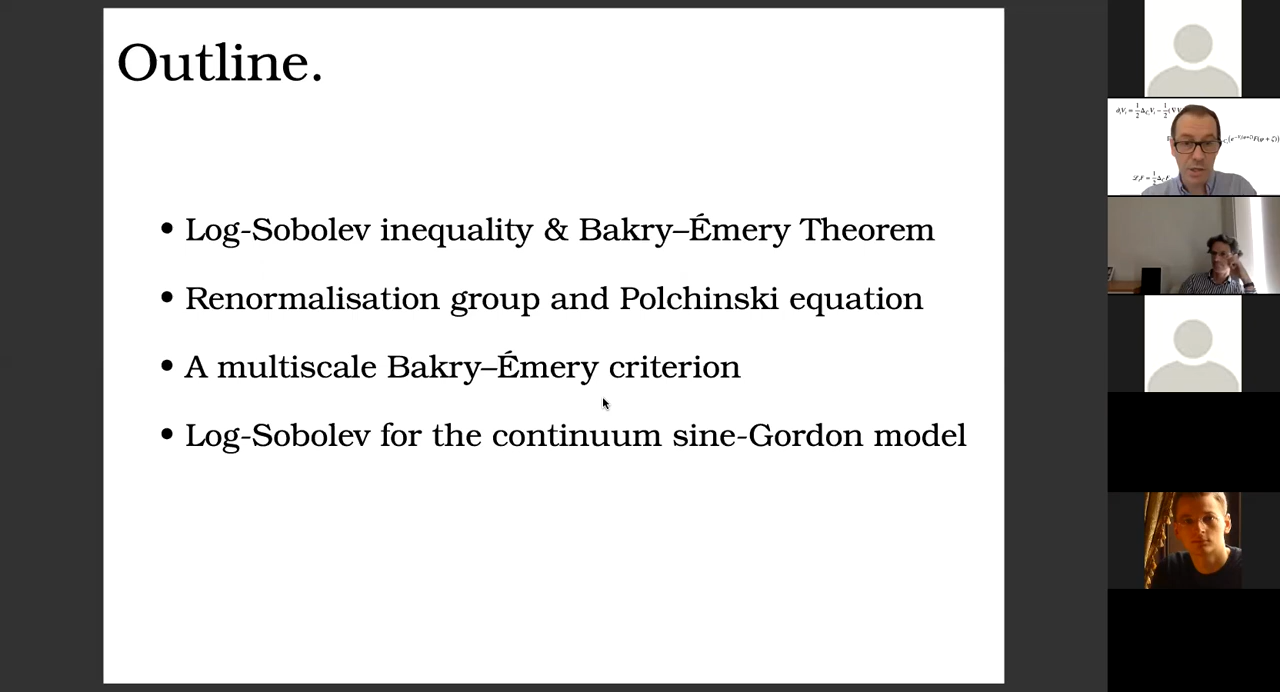 Outline.
• Log-Sobolev inequality & Bakry–Émery Theorem
• Renormalisation group and Polchinski equation
• A multiscale Bakry–Émery criterion
• Log-Sobolev for the continuum sine-Gordon model